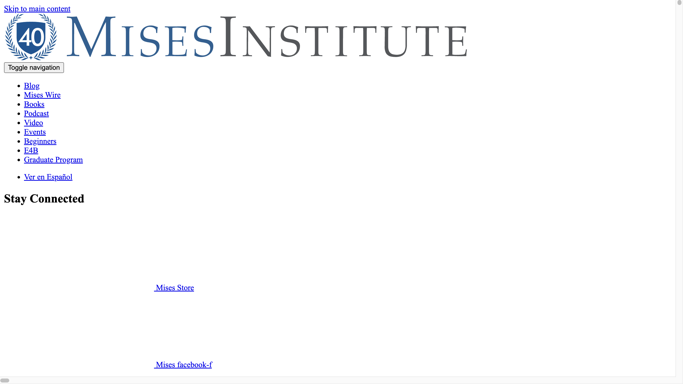 Skip to main content
40 MISES INSTITUTE
Toggle navigation
Blog
Mises Wire
Books
Podcast
Video
Events
Beginners
E4B
Graduate Program
Ver en Español
Stay Connected
Mises Store
Mises facebook-f